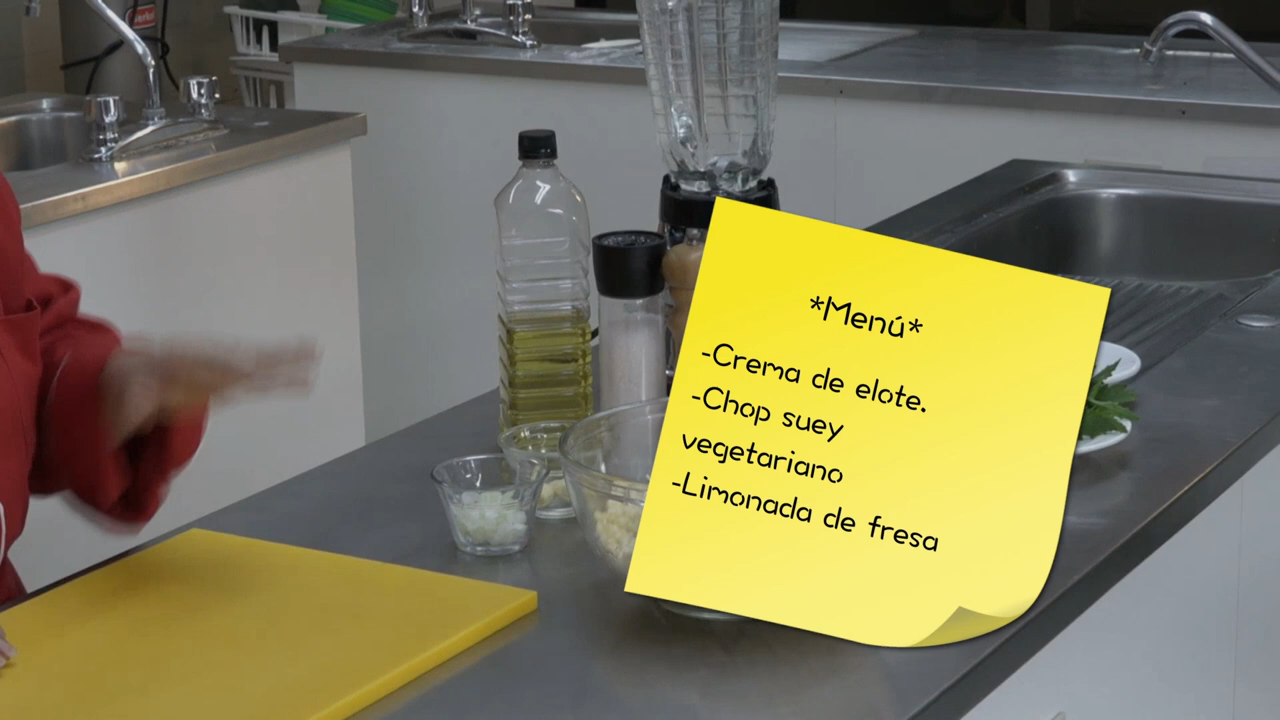 *Menú*
-Crema de elote.
-Chop suey
vegetariano
-Limonada de fresa